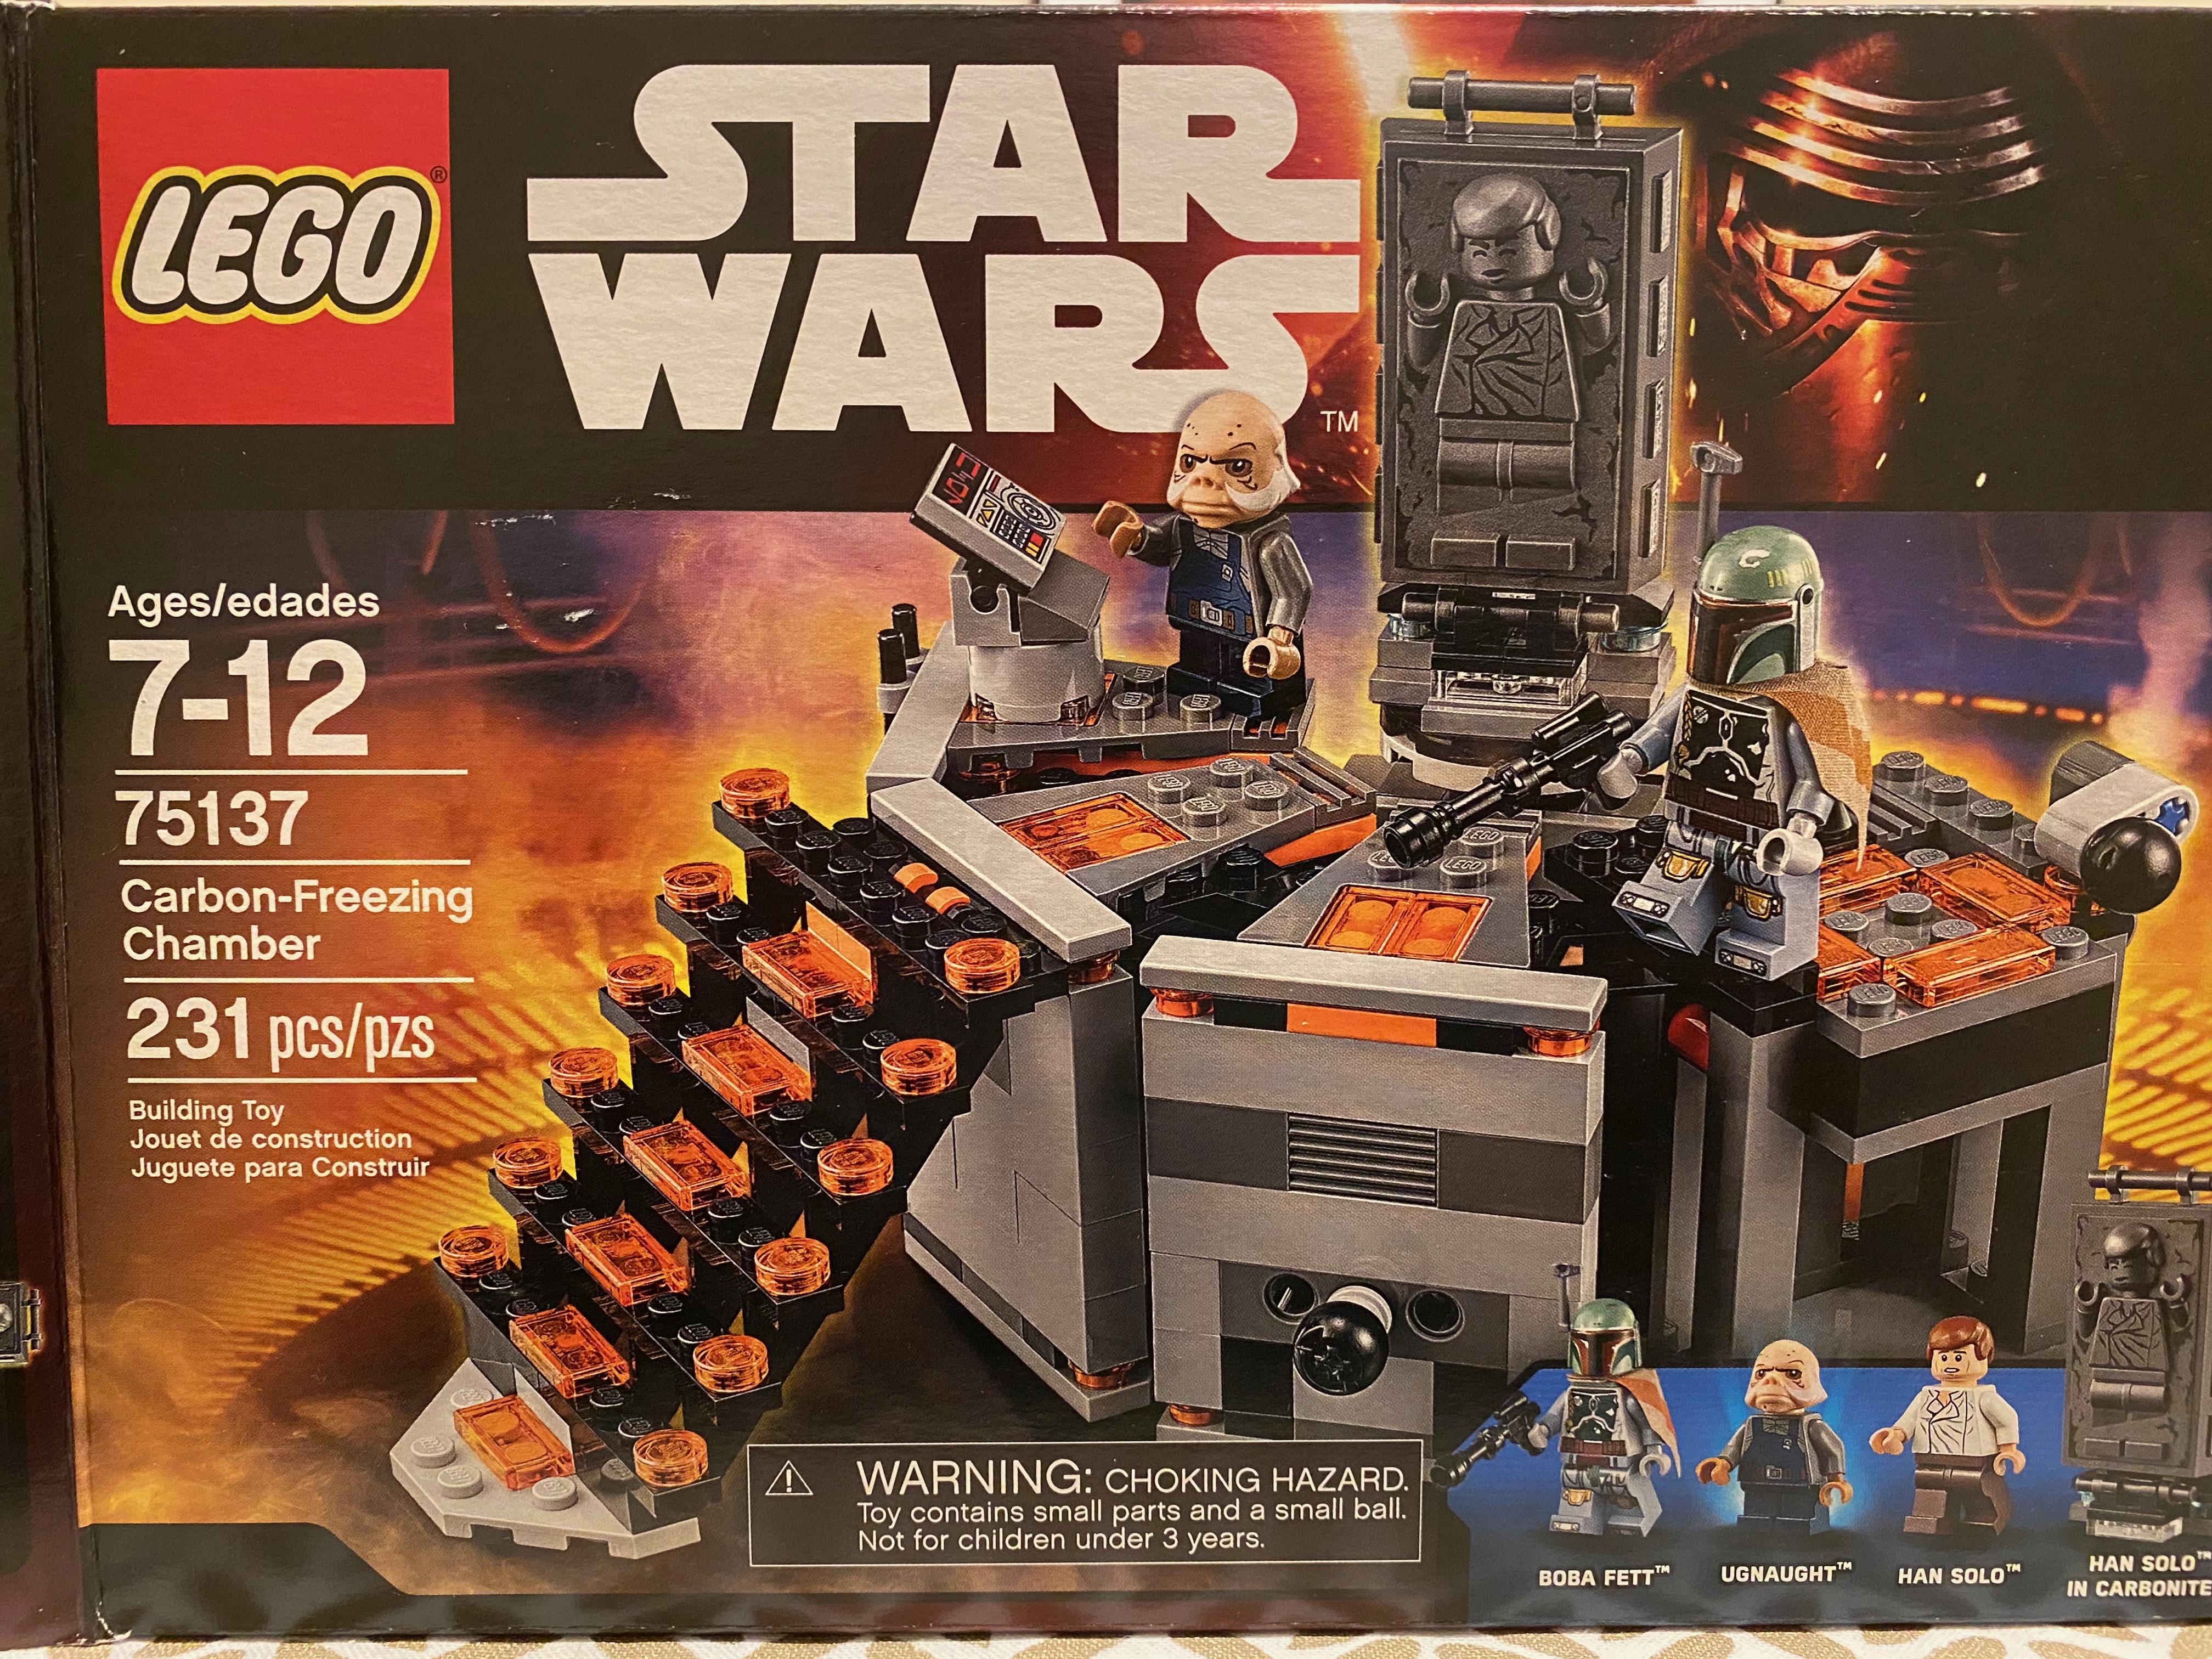 LEGO®
STAR
WARS™
Ages/edades
7-12
75137
Carbon-Freezing
Chamber
231 pcs/pzs
Building Toy
Jouet de construction
Juguete para Construir
WARNING: CHOKING HAZARD.
Toy contains small parts and a small ball.
Not for children under 3 years.
BOBA FETT™
UGNAUGHT™
HAN SOLO™
HAN SOLO™
IN CARBONITE